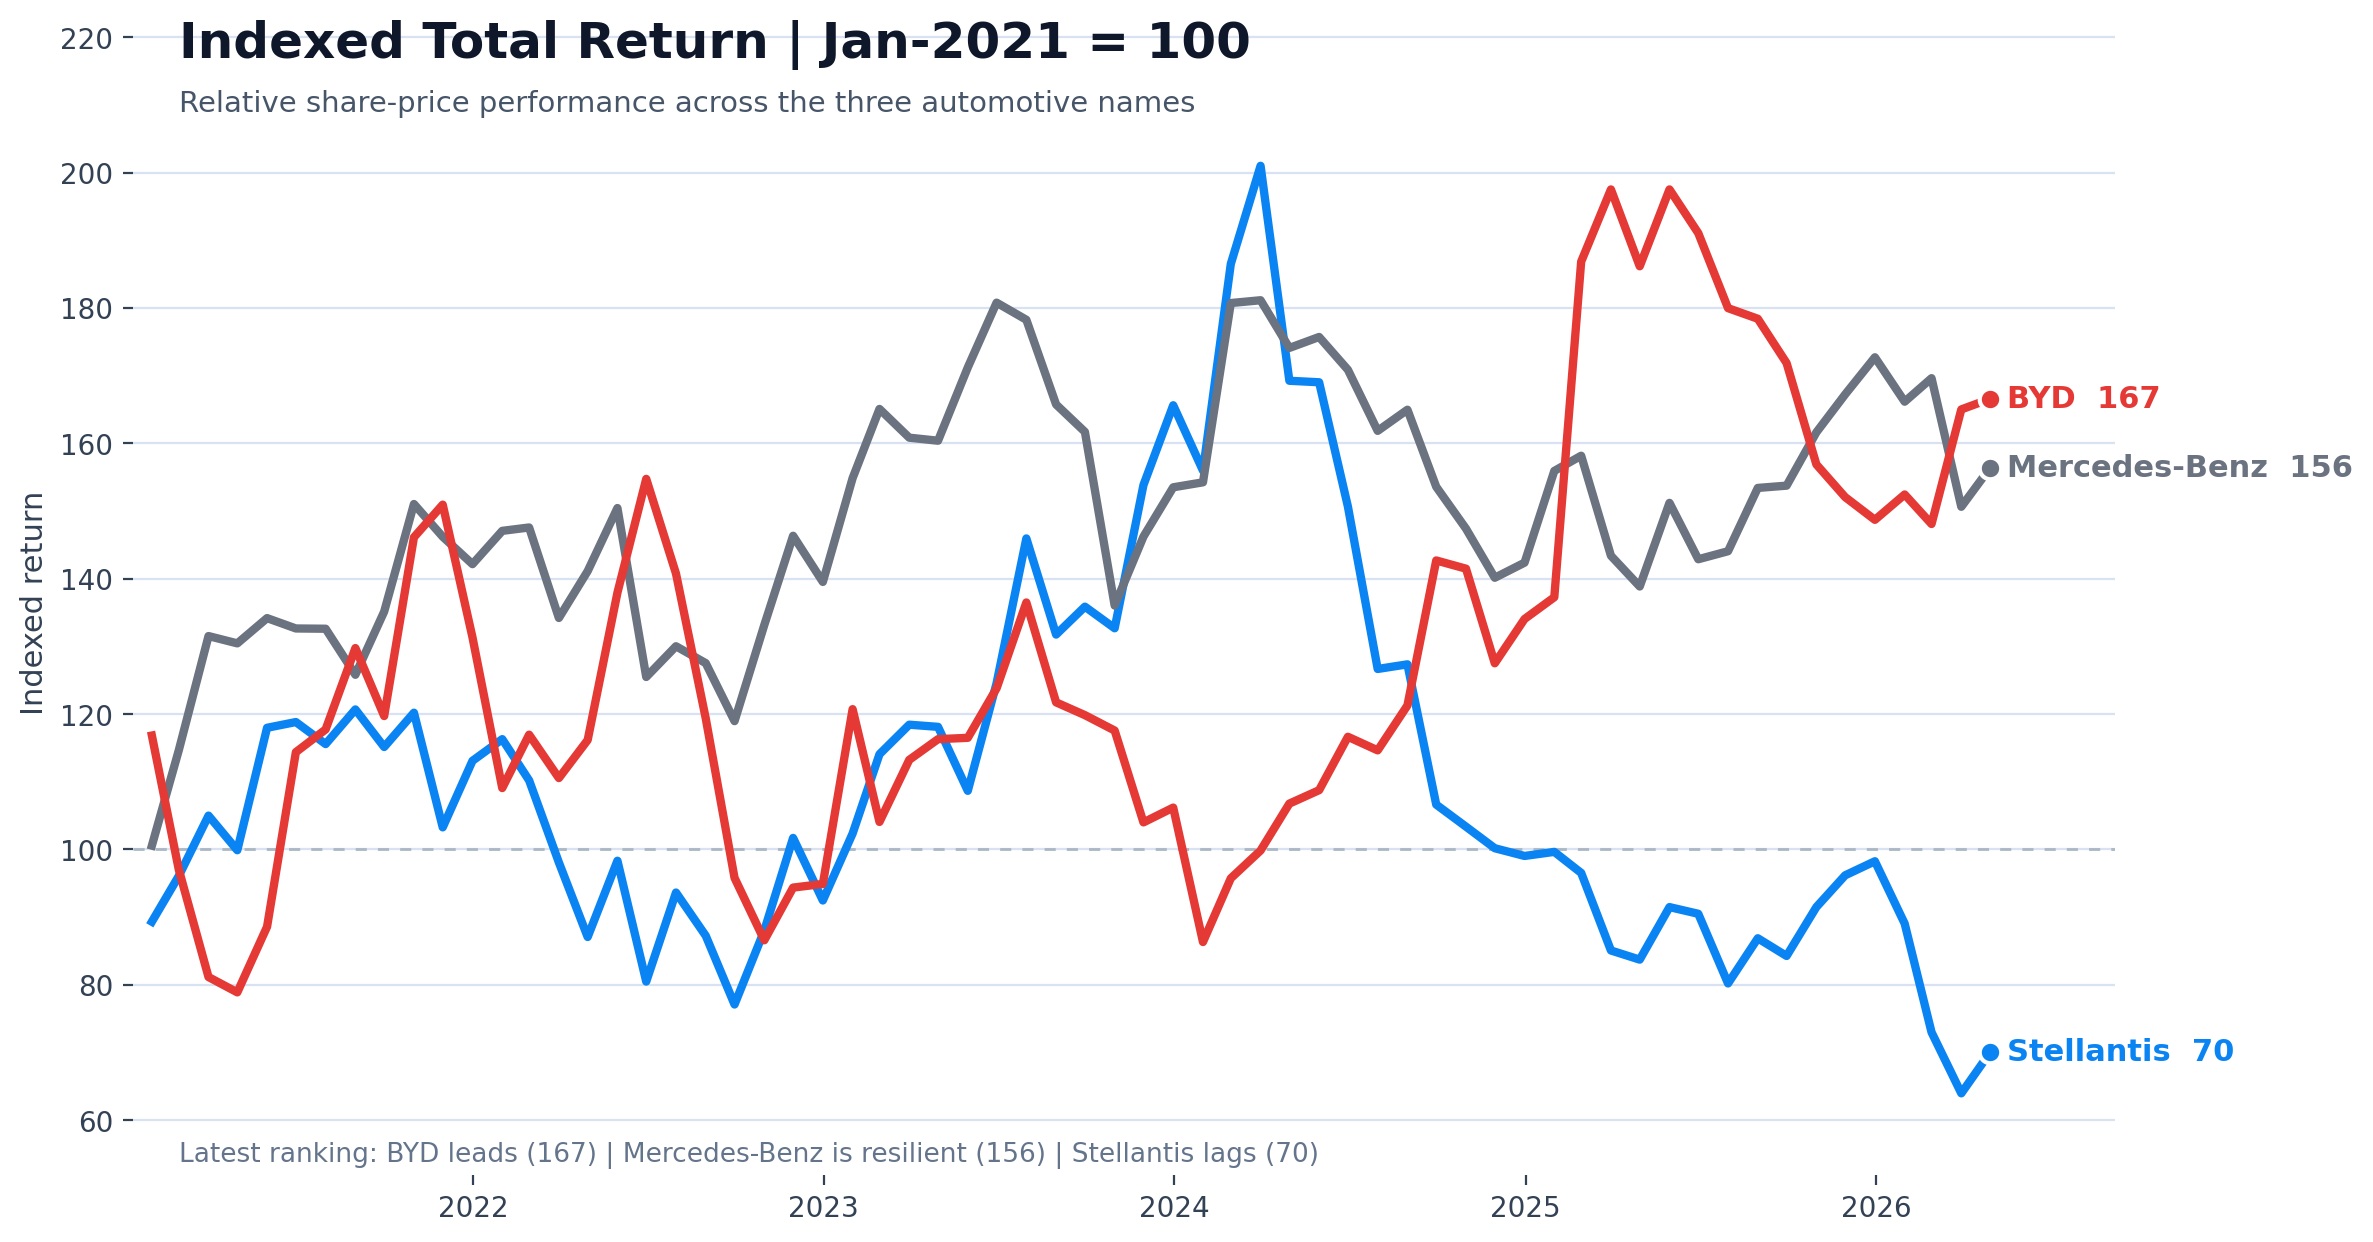 Indexed Total Return | Jan-2021 = 100
Relative share-price performance across the three automotive names
Indexed return
220
200
180
160
140
120
100
80
60
BYD  167
Mercedes-Benz  156
Stellantis  70
Latest ranking: BYD leads (167) | Mercedes-Benz is resilient (156) | Stellantis lags (70)
2022
2023
2024
2025
2026